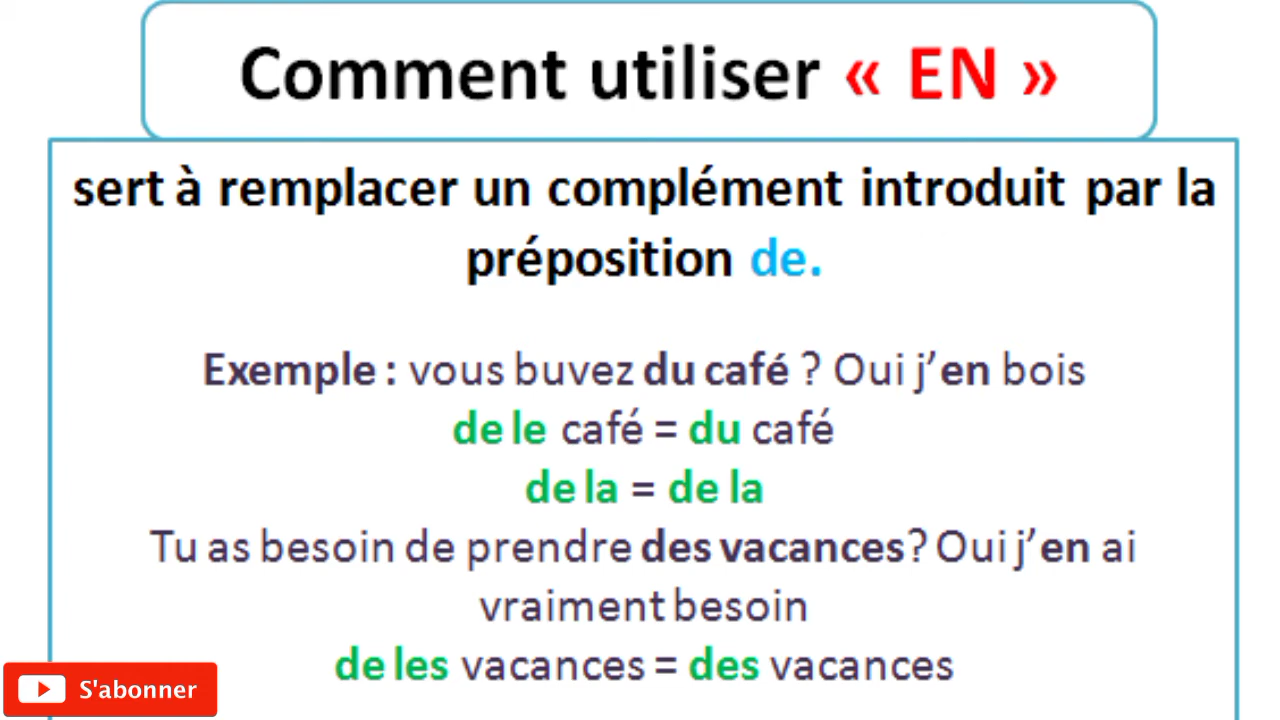 Comment utiliser « EN »
sert à remplacer un complément introduit par la
préposition de.
Exemple : vous buvez du café ? Oui j’en bois
de le café = du café
de la = de la
Tu as besoin de prendre des vacances? Oui j’en ai
vraiment besoin
de les vacances = des vacances
S'abonner